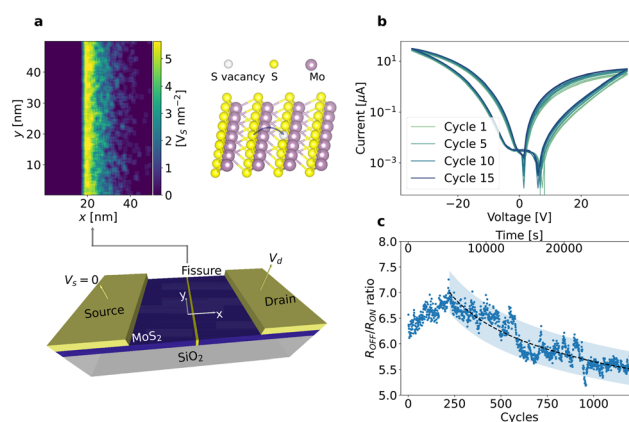 a
y [nm]
40
30
20
10
20
40
x [nm]
5
4
3
2
1
0
[V_S nm⁻²]
S vacancy
S
Mo
V_s=0
Source
Fissure
V_d
Drain
y
x
MoS₂
SiO₂
b
Current [μA]
10¹
10⁻¹
10⁻³
Cycle 1
Cycle 5
Cycle 10
Cycle 15
−20
0
20
Voltage [V]
c
Time [s]
0
10000
20000
R_OFF/R_ON ratio
8.0
7.5
7.0
6.5
6.0
5.5
5.0
0
250
500
750
1000
Cycles